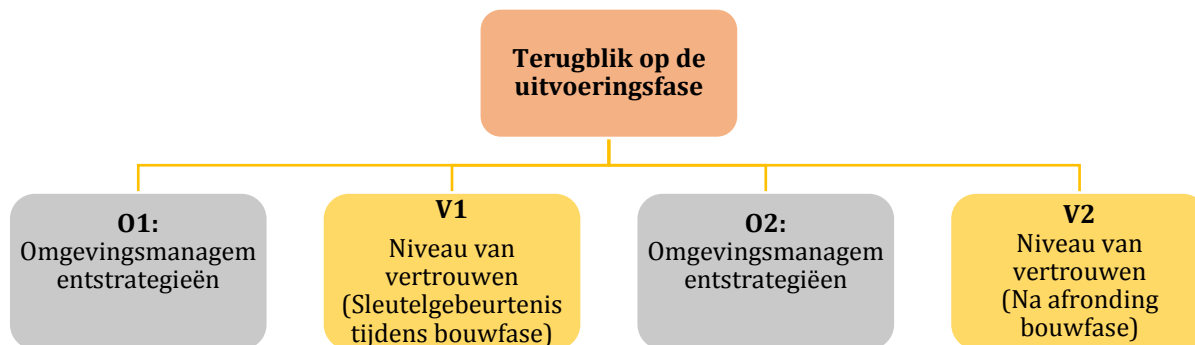 Terugblik op de
uitvoeringsfase
O1:
Omgevingsmanagem
entstrategieën
V1
Niveau van
vertrouwen
(Sleutelgebeurtenis
tijdens bouwfase)
O2:
Omgevingsmanagem
entstrategiëen
V2
Niveau van
vertrouwen
(Na afronding
bouwfase)